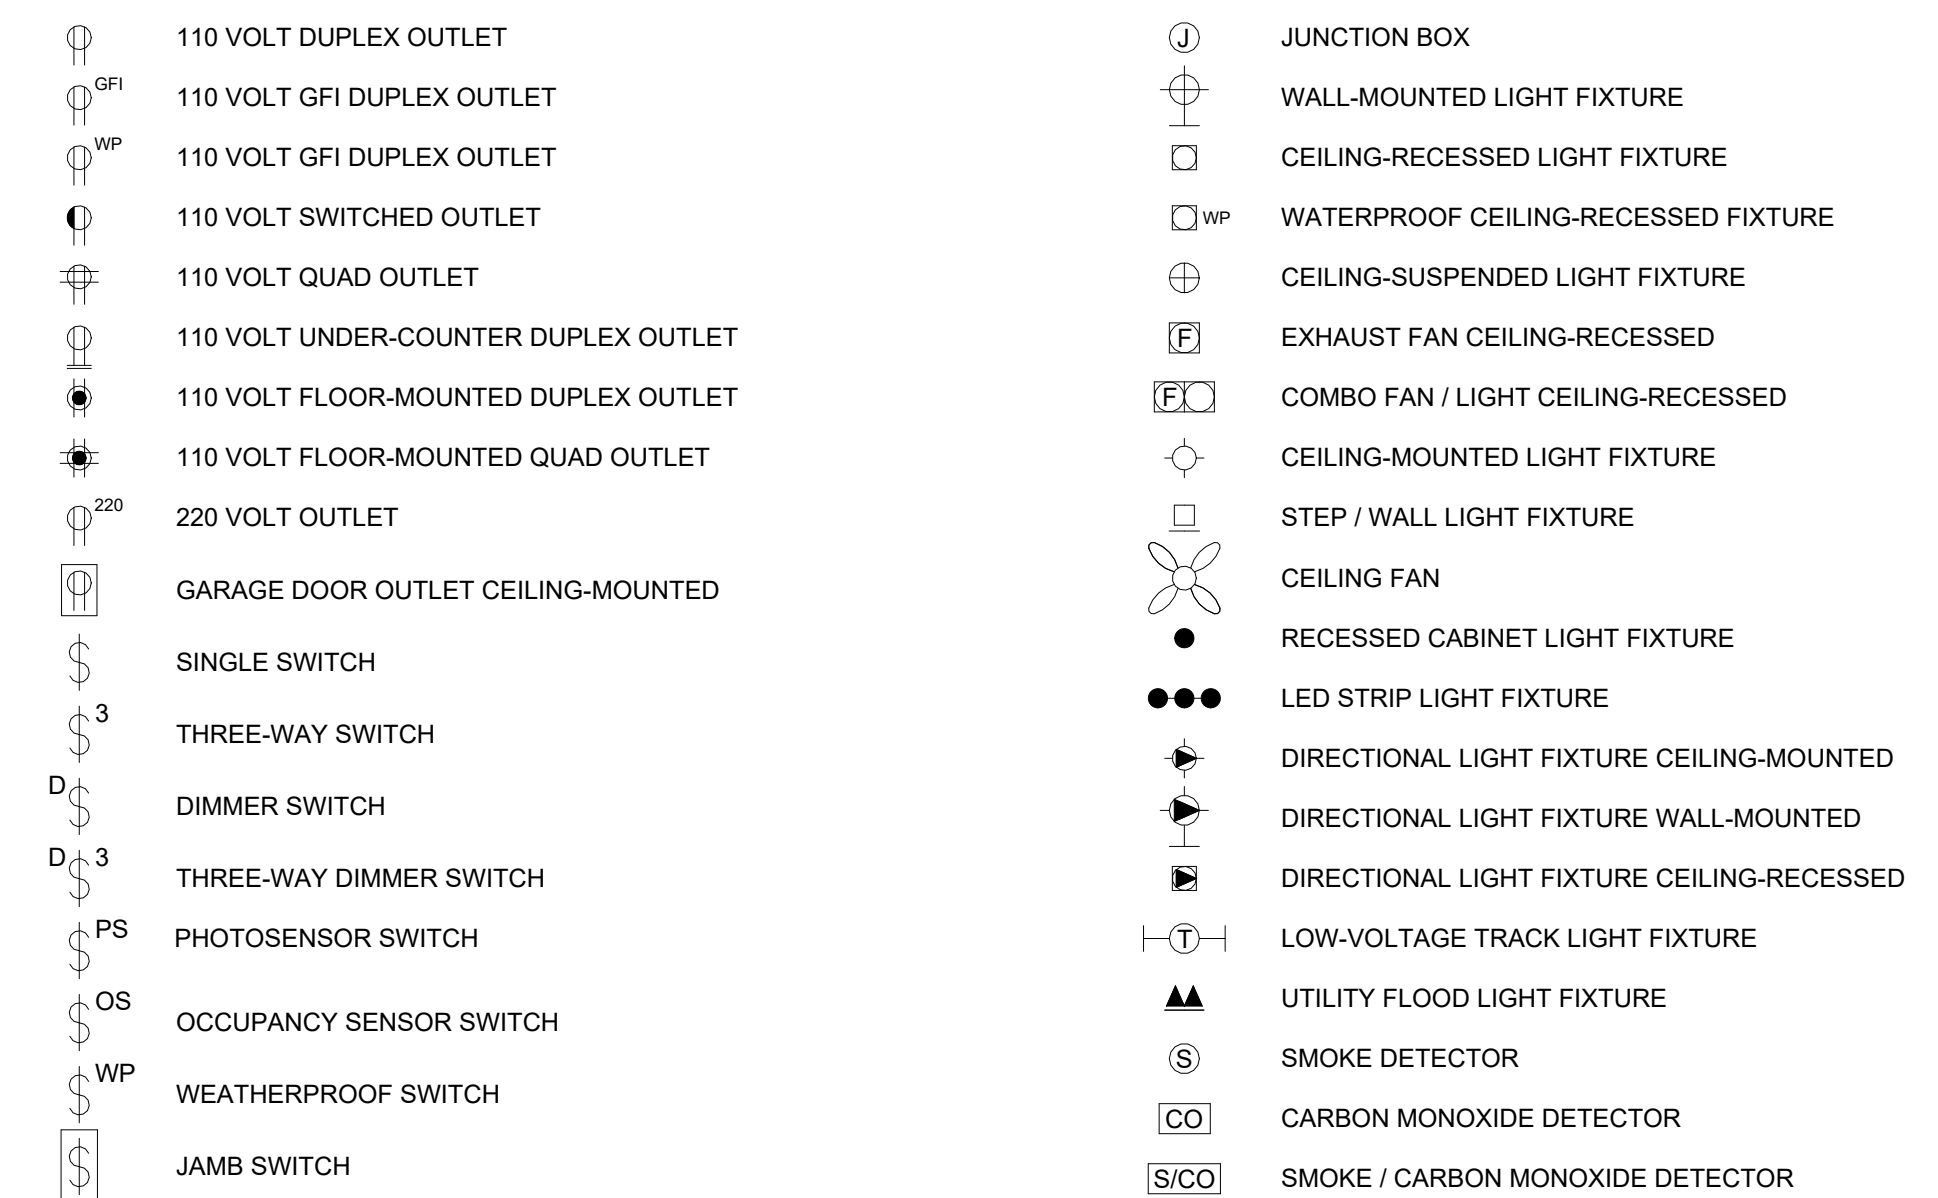 110 VOLT DUPLEX OUTLET
GFI 110 VOLT GFI DUPLEX OUTLET
WP 110 VOLT GFI DUPLEX OUTLET
110 VOLT SWITCHED OUTLET
110 VOLT QUAD OUTLET
110 VOLT UNDER-COUNTER DUPLEX OUTLET
110 VOLT FLOOR-MOUNTED DUPLEX OUTLET
110 VOLT FLOOR-MOUNTED QUAD OUTLET
220 220 VOLT OUTLET
GARAGE DOOR OUTLET CEILING-MOUNTED
$ SINGLE SWITCH
$ 3 THREE-WAY SWITCH
D $ DIMMER SWITCH
D $ 3 THREE-WAY DIMMER SWITCH
$ PS PHOTOSENSOR SWITCH
$ OS OCCUPANCY SENSOR SWITCH
$ WP WEATHERPROOF SWITCH
$ JAMB SWITCH
J JUNCTION BOX
WALL-MOUNTED LIGHT FIXTURE
CEILING-RECESSED LIGHT FIXTURE
WP WATERPROOF CEILING-RECESSED FIXTURE
CEILING-SUSPENDED LIGHT FIXTURE
F EXHAUST FAN CEILING-RECESSED
F COMBO FAN / LIGHT CEILING-RECESSED
CEILING-MOUNTED LIGHT FIXTURE
STEP / WALL LIGHT FIXTURE
CEILING FAN
RECESSED CABINET LIGHT FIXTURE
LED STRIP LIGHT FIXTURE
DIRECTIONAL LIGHT FIXTURE CEILING-MOUNTED
DIRECTIONAL LIGHT FIXTURE WALL-MOUNTED
DIRECTIONAL LIGHT FIXTURE CEILING-RECESSED
T LOW-VOLTAGE TRACK LIGHT FIXTURE
UTILITY FLOOD LIGHT FIXTURE
S SMOKE DETECTOR
CO CARBON MONOXIDE DETECTOR
S/CO SMOKE / CARBON MONOXIDE DETECTOR